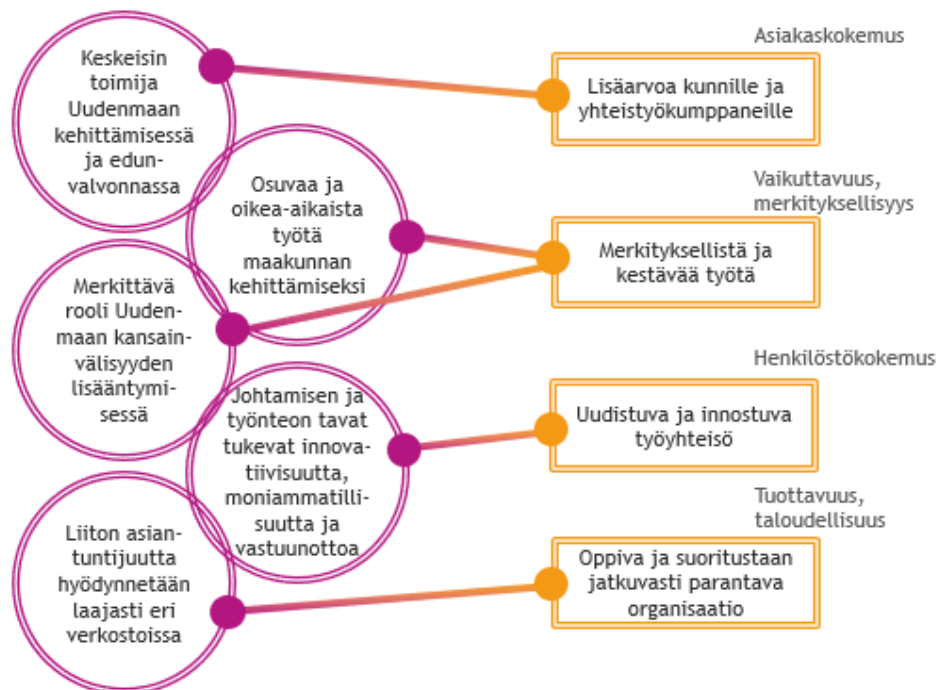 Keskeisin
toimija
Uudenmaan
kehittämisessä
ja edun-
valvonnassa
Osuvaa ja
oikea-aikaista
työtä
maakunnan
kehittämiseksi
Merkittävä
rooli Uuden-
maan kansain-
välisyyden
lisääntymi-
sessä
Johtamisen ja
työnteon tavat
tukevat innova-
tiivisuutta,
moniammatilli-
suutta ja
vastuunottoa
Liiton asian-
tuntijuutta
hyödynnetään
laajasti eri
verkostoissa
Asiakaskokemus
Lisäarvoa kunnille ja
yhteistyökumppaneille
Vaikuttavuus,
merkityksellisyys
Merkityksellistä ja
kestävää työtä
Henkilöstökokemus
Uudistuva ja innostuva
työyhteisö
Tuottavuus,
taloudellisuus
Oppiva ja suoritustaan
jatkuvasti parantava
organisaatio